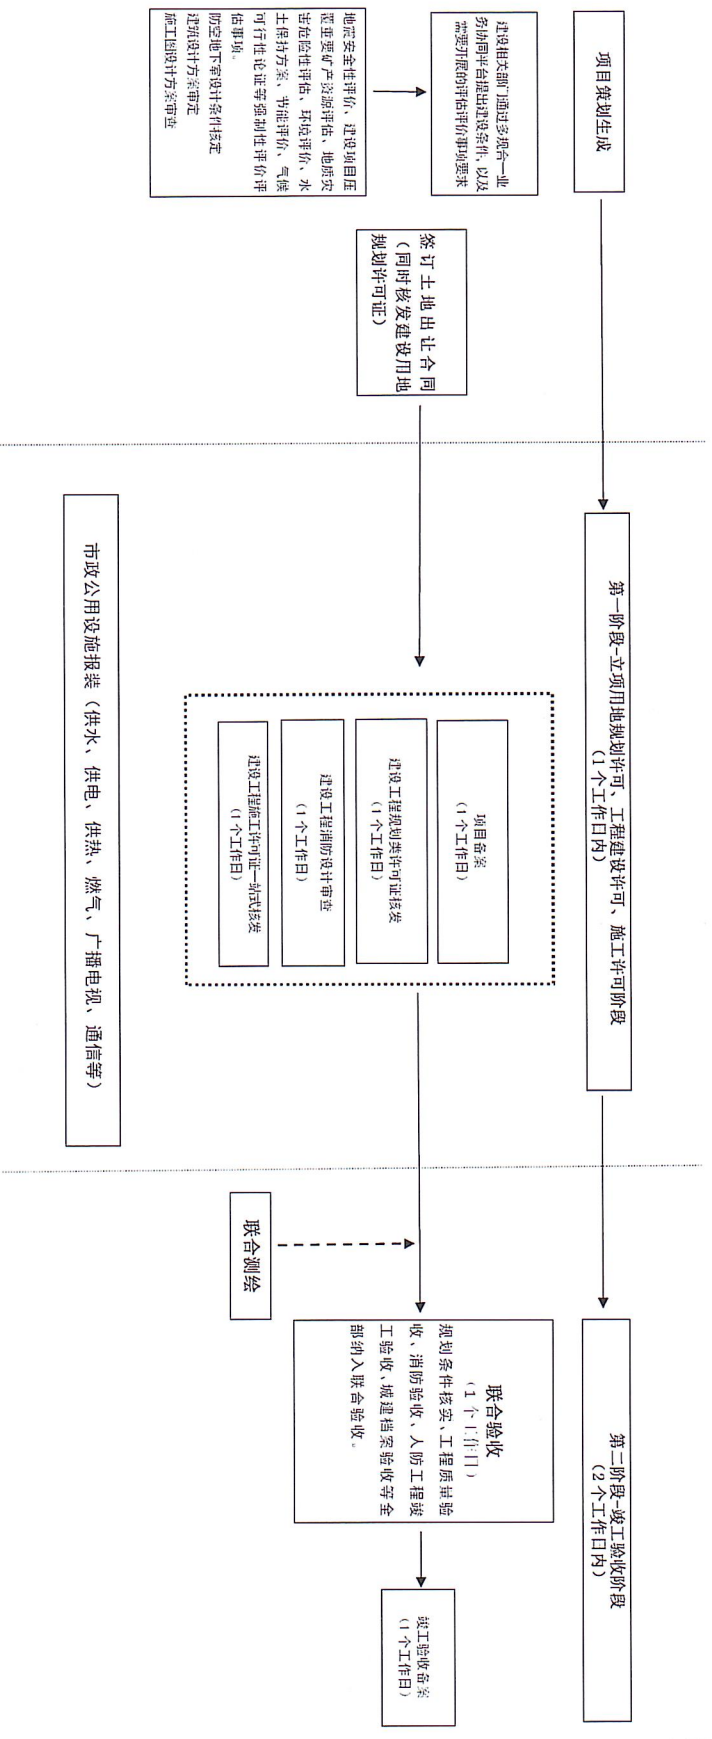 项目策划生成
建设相关部门通过多规合一业
务协同平台提出建设条件，以及
需要开展的评估评价事项要求
地震安全性评价、建设项目压
覆重要矿产资源评估、地质灾
害危险性评估、环境评价、水
土保持方案、节能评价、气候
可行性论证等强制性评价评
估事项。
防空地下室设计条件核定
建筑设计方案审定
施工图设计方案审查
签订土地出让合同
（同时核发建设用地
规划许可证）
第一阶段-立项用地规划许可、工程建设许可、施工许可阶段
（1个工作日内）
项目备案
（1个工作日）
建设工程规划类许可证核发
（1个工作日）
建设工程消防设计审查
（1个工作日）
建设工程施工许可证一站式核发
（1个工作日）
市政公用设施报装（供水、供电、供热、燃气、广播电视、通信等）
第二阶段-竣工验收阶段
（2个工作日内）
联合测绘
联合验收
（1个工作日）
规划条件核实、工程质量验
收、消防验收、人防工程竣
工验收、城建档案验收等全
部纳入联合验收。
竣工验收备案
（1个工作日）